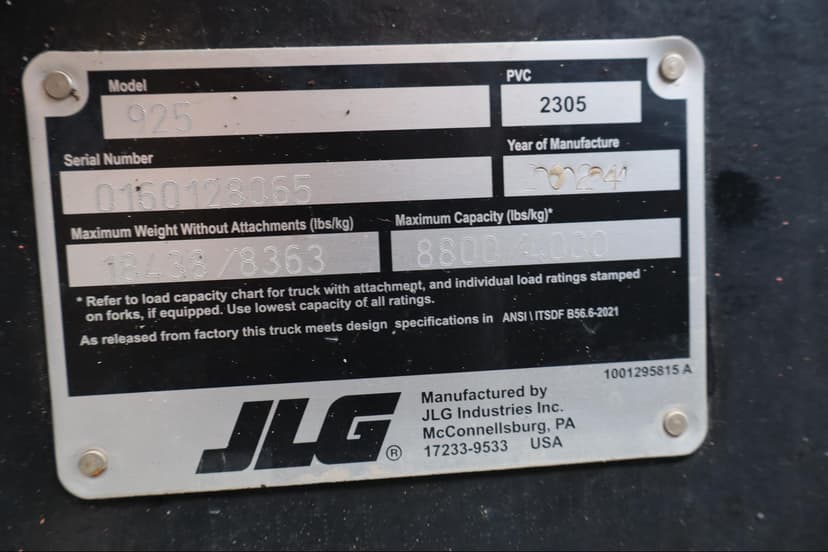 Model
PVC
925
2305
Serial Number
Year of Manufacture
0160128065
Maximum Weight Without Attachments (lbs/kg)
Maximum Capacity (lbs/kg)*
18438/8363
8800/4000
* Refer to load capacity chart for truck with attachment, and individual load ratings stamped
on forks, if equipped. Use lowest capacity of all ratings.
As released from factory this truck meets design specifications in ANSI \ ITSDF B56.6-2021
1001295815 A
JLG®
Manufactured by
JLG Industries Inc.
McConnellsburg, PA
17233-9533 USA